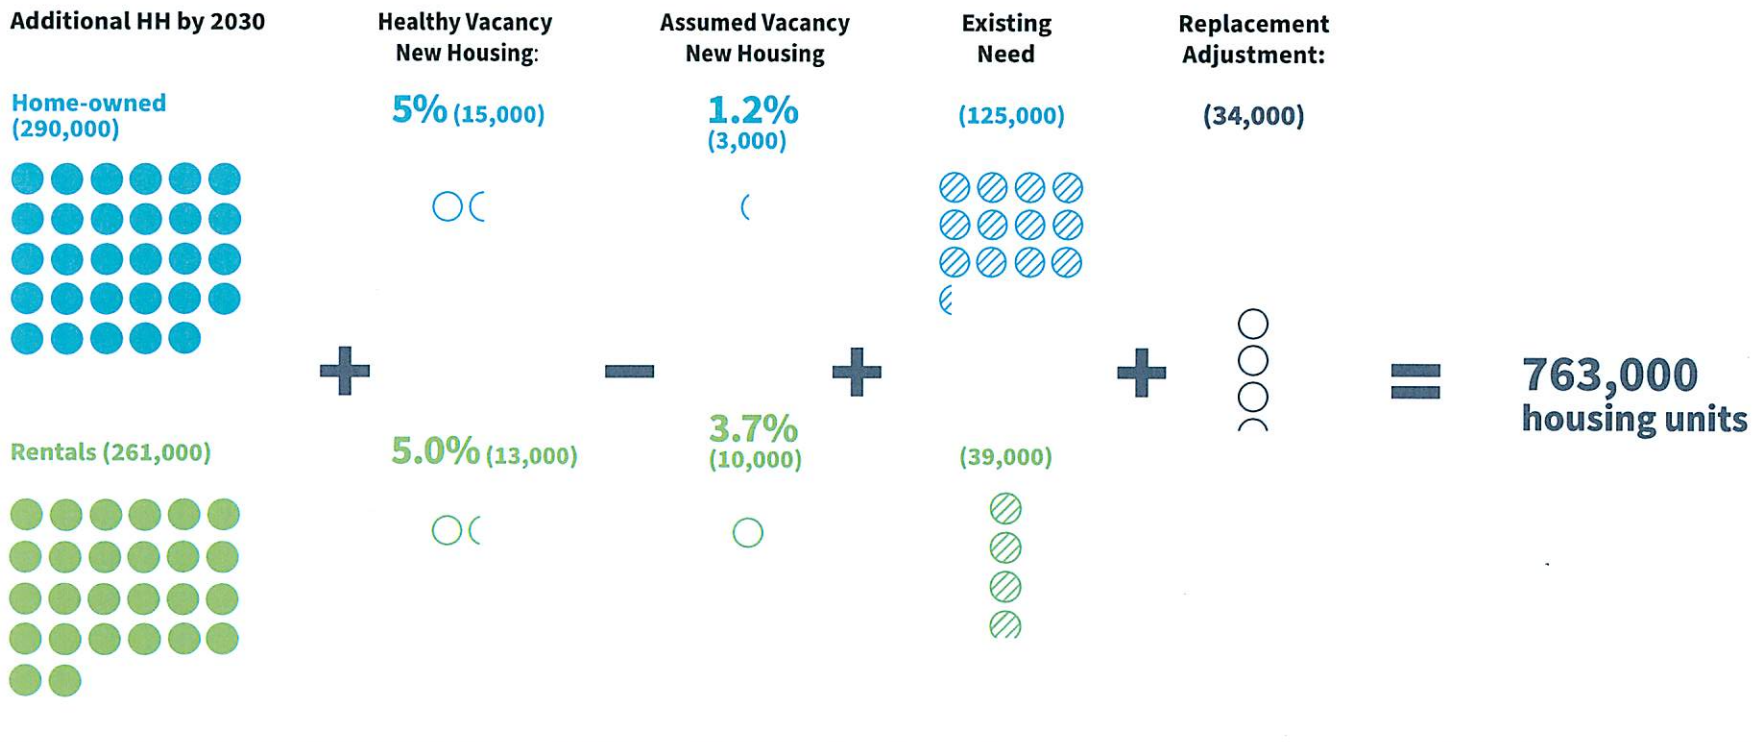 Additional HH by 2030
Healthy Vacancy
New Housing:
Assumed Vacancy
New Housing
Existing
Need
Replacement
Adjustment:
Home-owned
(290,000)
5% (15,000)
1.2%
(3,000)
(125,000)
(34,000)
+
−
+
+
=
763,000
housing units
Rentals (261,000)
5.0% (13,000)
3.7%
(10,000)
(39,000)